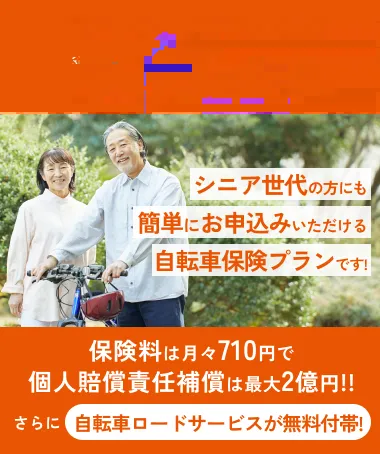 シニア世代の方にも
簡単にお申込みいただける
自転車保険プランです!
保険料は月々710円で
個人賠償責任補償は最大2億円!!
さらに 自転車ロードサービスが無料付帯!